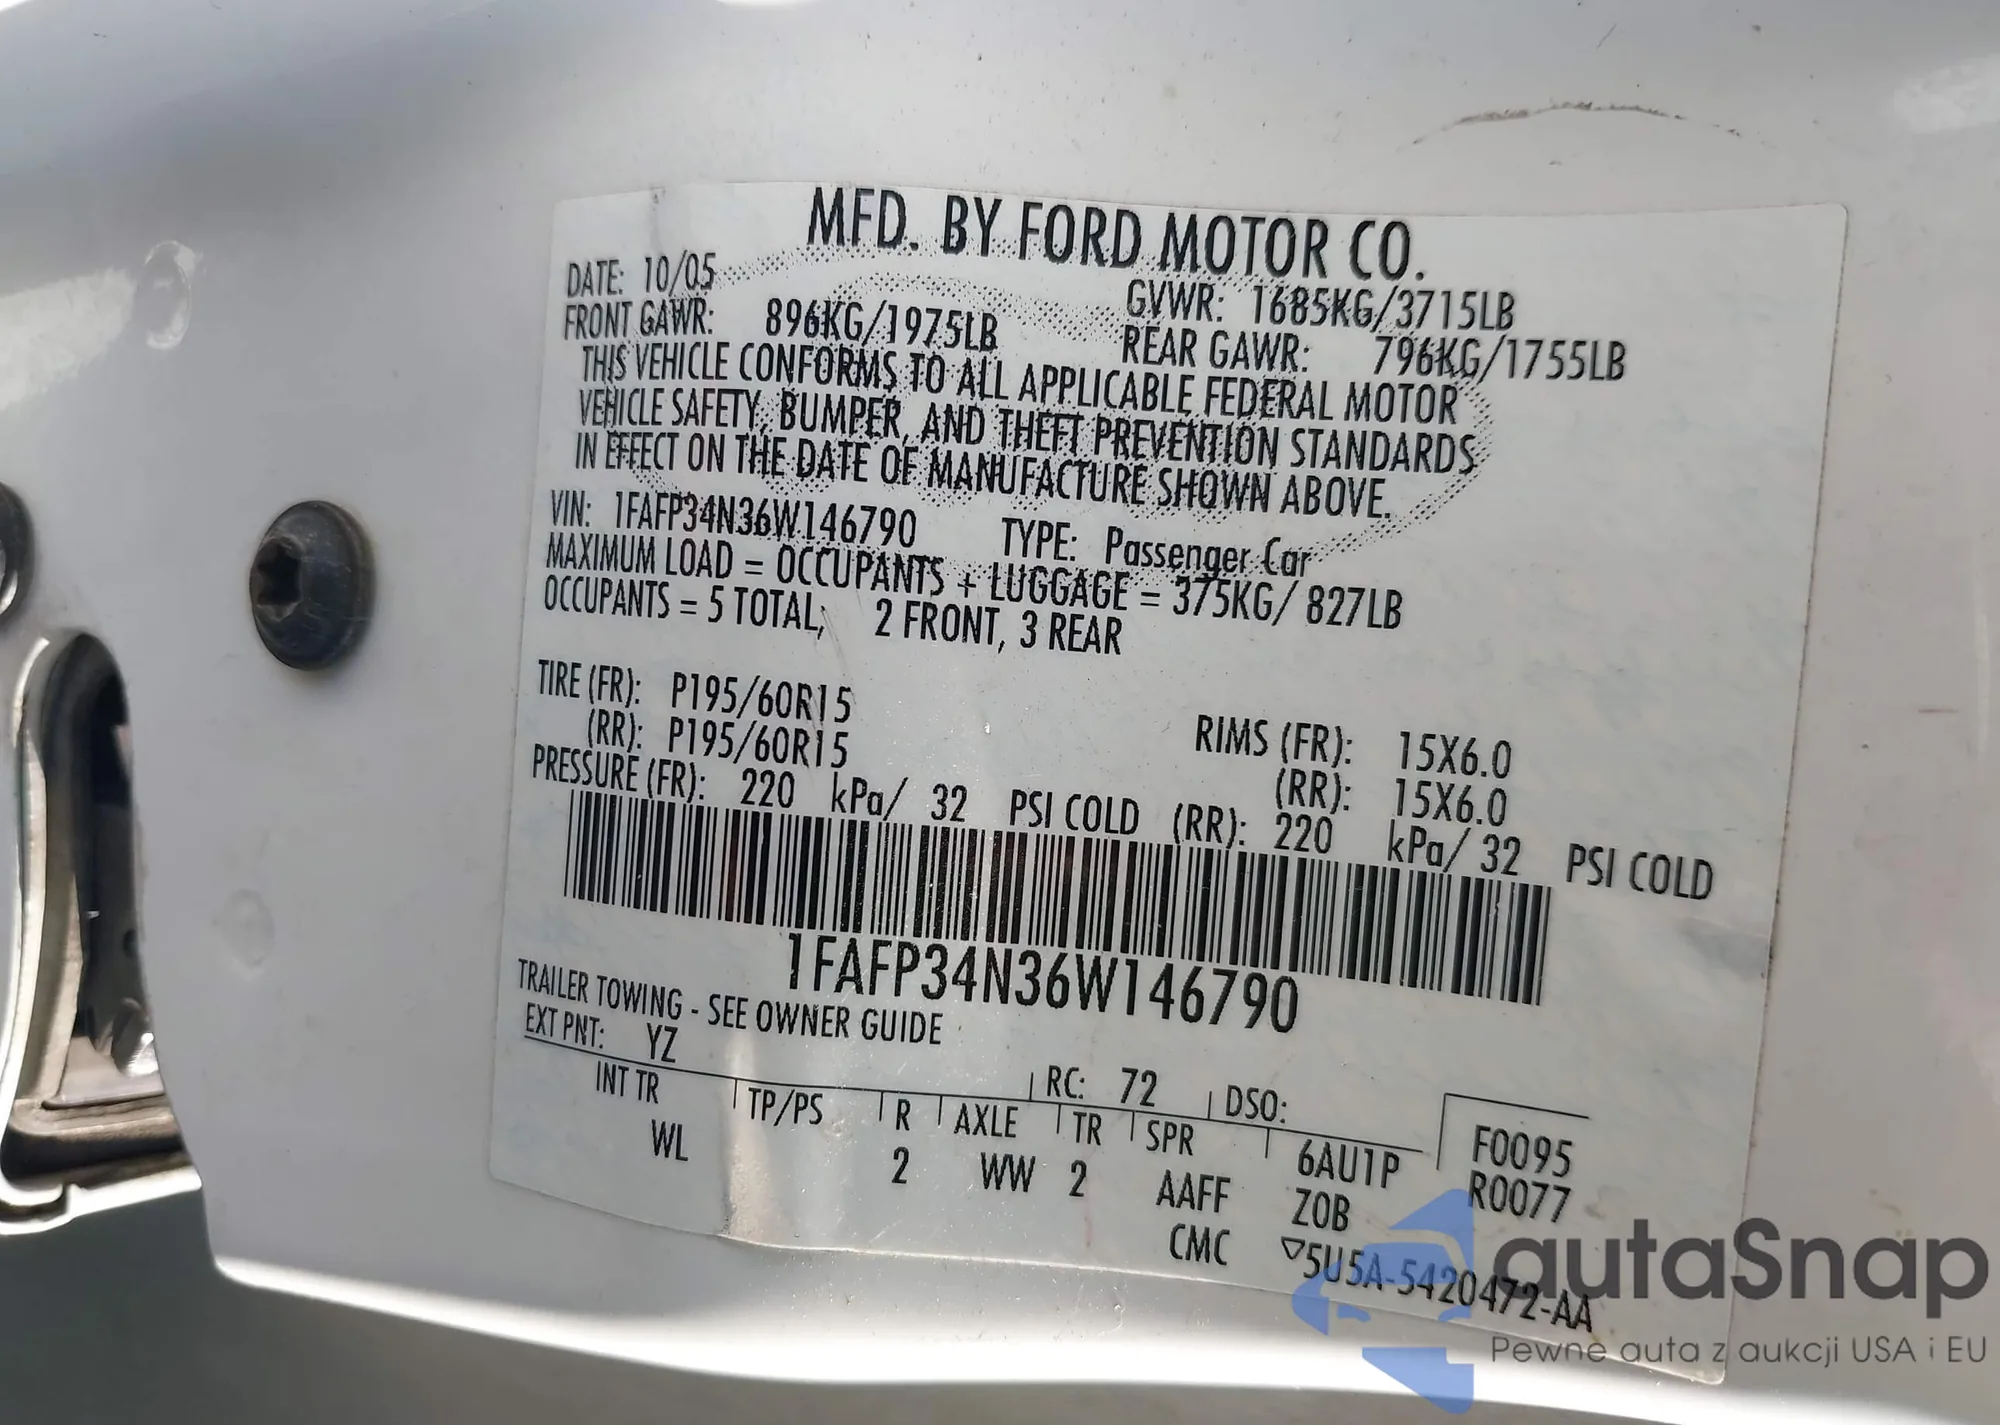 MFD. BY FORD MOTOR CO.
DATE: 10/05 GVWR: 1685KG/3715LB
FRONT GAWR: 896KG/1975LB REAR GAWR: 796KG/1755LB
THIS VEHICLE CONFORMS TO ALL APPLICABLE FEDERAL MOTOR
VEHICLE SAFETY, BUMPER, AND THEFT PREVENTION STANDARDS
IN EFFECT ON THE DATE OF MANUFACTURE SHOWN ABOVE.
VIN: 1FAFP34N36W146790 TYPE: Passenger Car
MAXIMUM LOAD = OCCUPANTS + LUGGAGE = 375KG/ 827LB
OCCUPANTS = 5 TOTAL; 2 FRONT, 3 REAR
TIRE (FR): P195/60R15 RIMS (FR): 15X6.0
(RR): P195/60R15 (RR): 15X6.0
PRESSURE (FR): 220 kPa/ 32 PSI COLD (RR): 220 kPa/ 32 PSI COLD
1FAFP34N36W146790
TRAILER TOWING - SEE OWNER GUIDE
EXT PNT: YZ RC: 72 DSO:
INT TR TP/PS R AXLE TR SPR 6AU1P F0095
WL 2 WW 2 AAFF Z0B R0077
CMC ▽5U5A-5420472-AA
autaSnap
Pewne auta z aukcji USA i EU